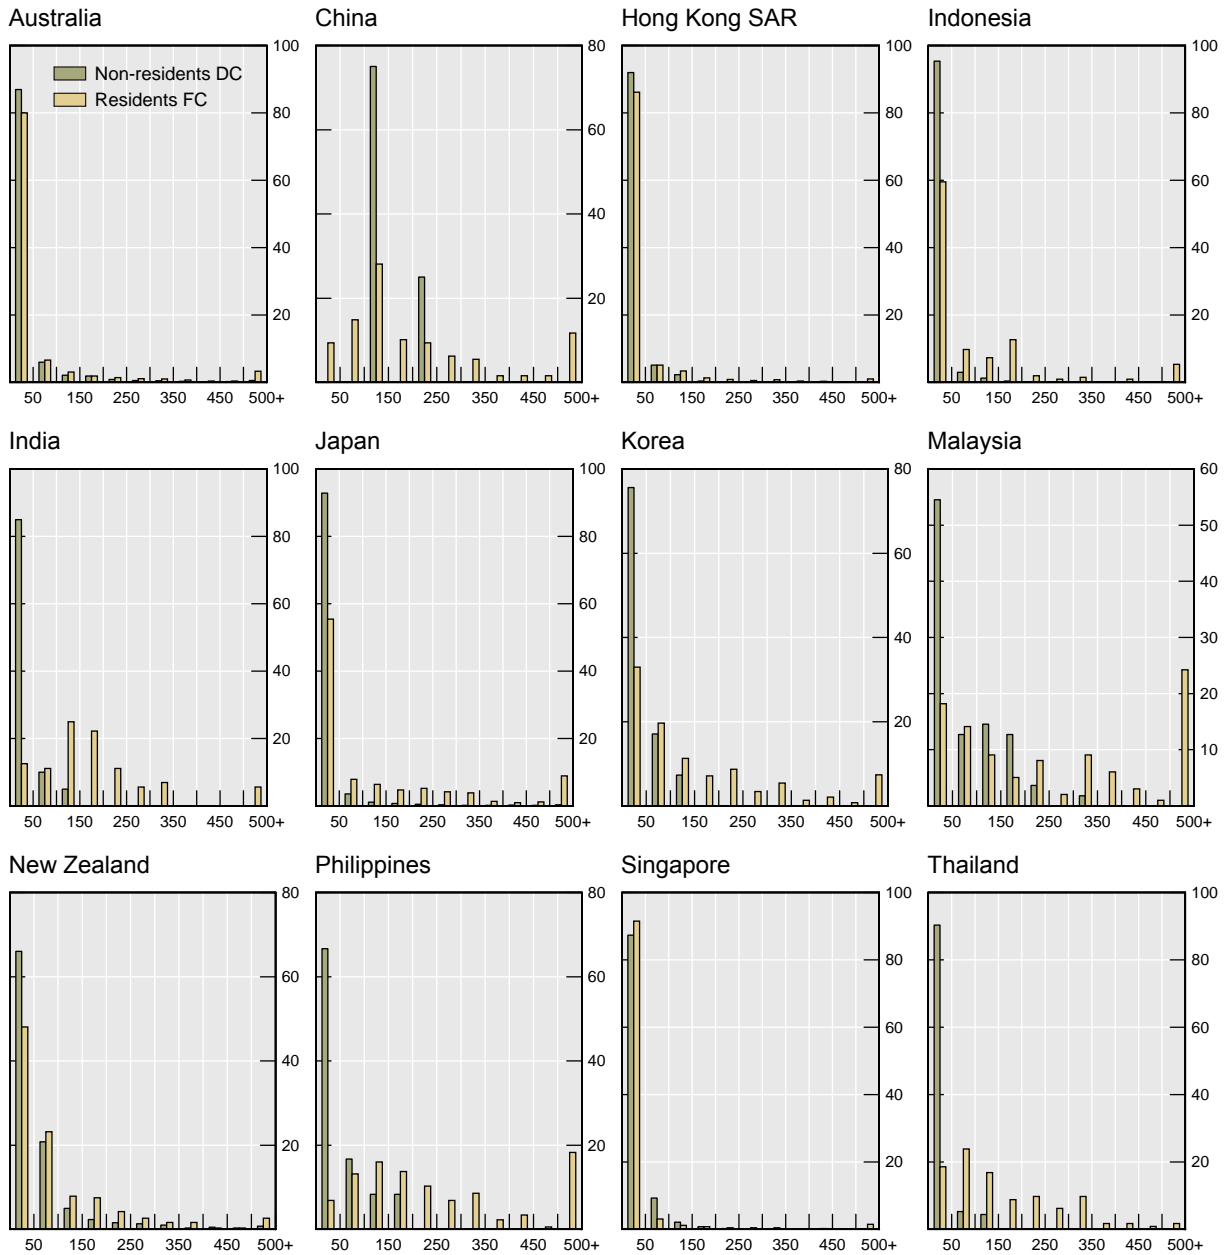 Australia China Hong Kong SAR Indonesia
100 80 100 100
Non-residents DC
Residents FC
80 60 80 80
60 40 60 60
40 20 40 40
20 20 20
50 150 250 350 450 500+ 50 150 250 350 450 500+ 50 150 250 350 450 500+ 50 150 250 350 450 500+
India Japan Korea Malaysia
100 100 80 60
50
80 80 60
40
60 60 40 30
40 40 20
20
20 20 10
50 150 250 350 450 500+ 50 150 250 350 450 500+ 50 150 250 350 450 500+ 50 150 250 350 450 500+
New Zealand Philippines Singapore Thailand
80 80 100 100
60 60 80 80
40 40 60 60
20 20 40 40
20 20
50 150 250 350 450 500+ 50 150 250 350 450 500+ 50 150 250 350 450 500+ 50 150 250 350 450 500+